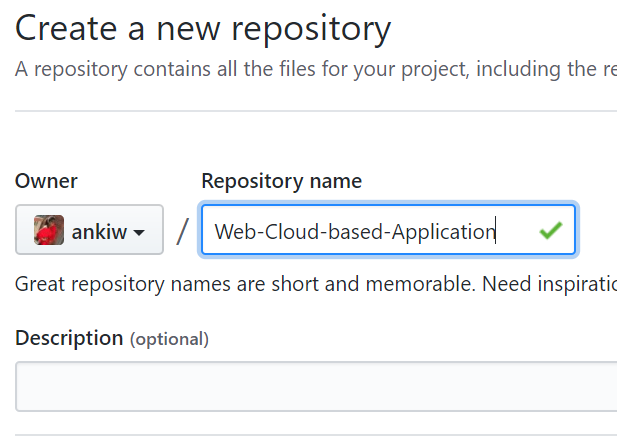 Create a new repository
A repository contains all the files for your project, including the re
Owner
Repository name
ankiw / Web-Cloud-based-Application
Great repository names are short and memorable. Need inspiratio
Description (optional)